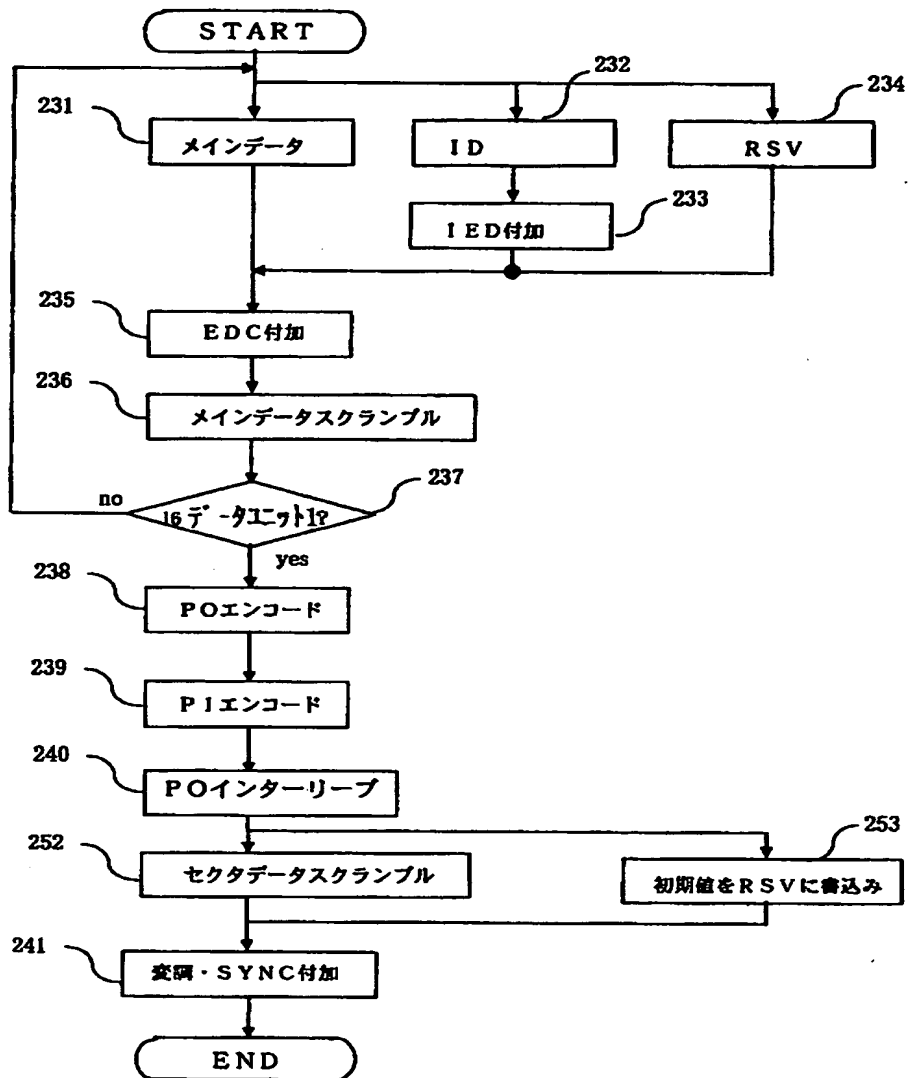 START
232
234
231
メインデータ
ID
RSV
233
IED付加
235
EDC付加
236
メインデータスクランブル
237
no
16データユニット1?
yes
238
POエンコード
239
PIエンコード
240
POインターリーブ
253
252
セクタデータスクランブル
初期値をRSVに書込み
241
変調・SYNC付加
END